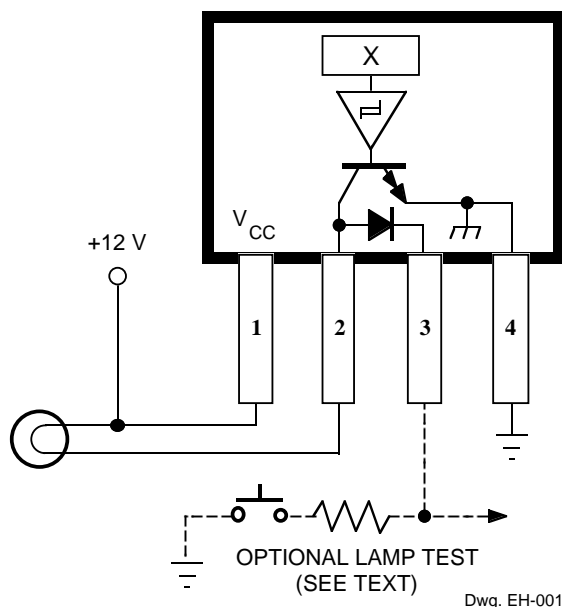 X
V
CC
+12 V
1
2
3
4
OPTIONAL LAMP TEST
(SEE TEXT)
Dwg. EH-001